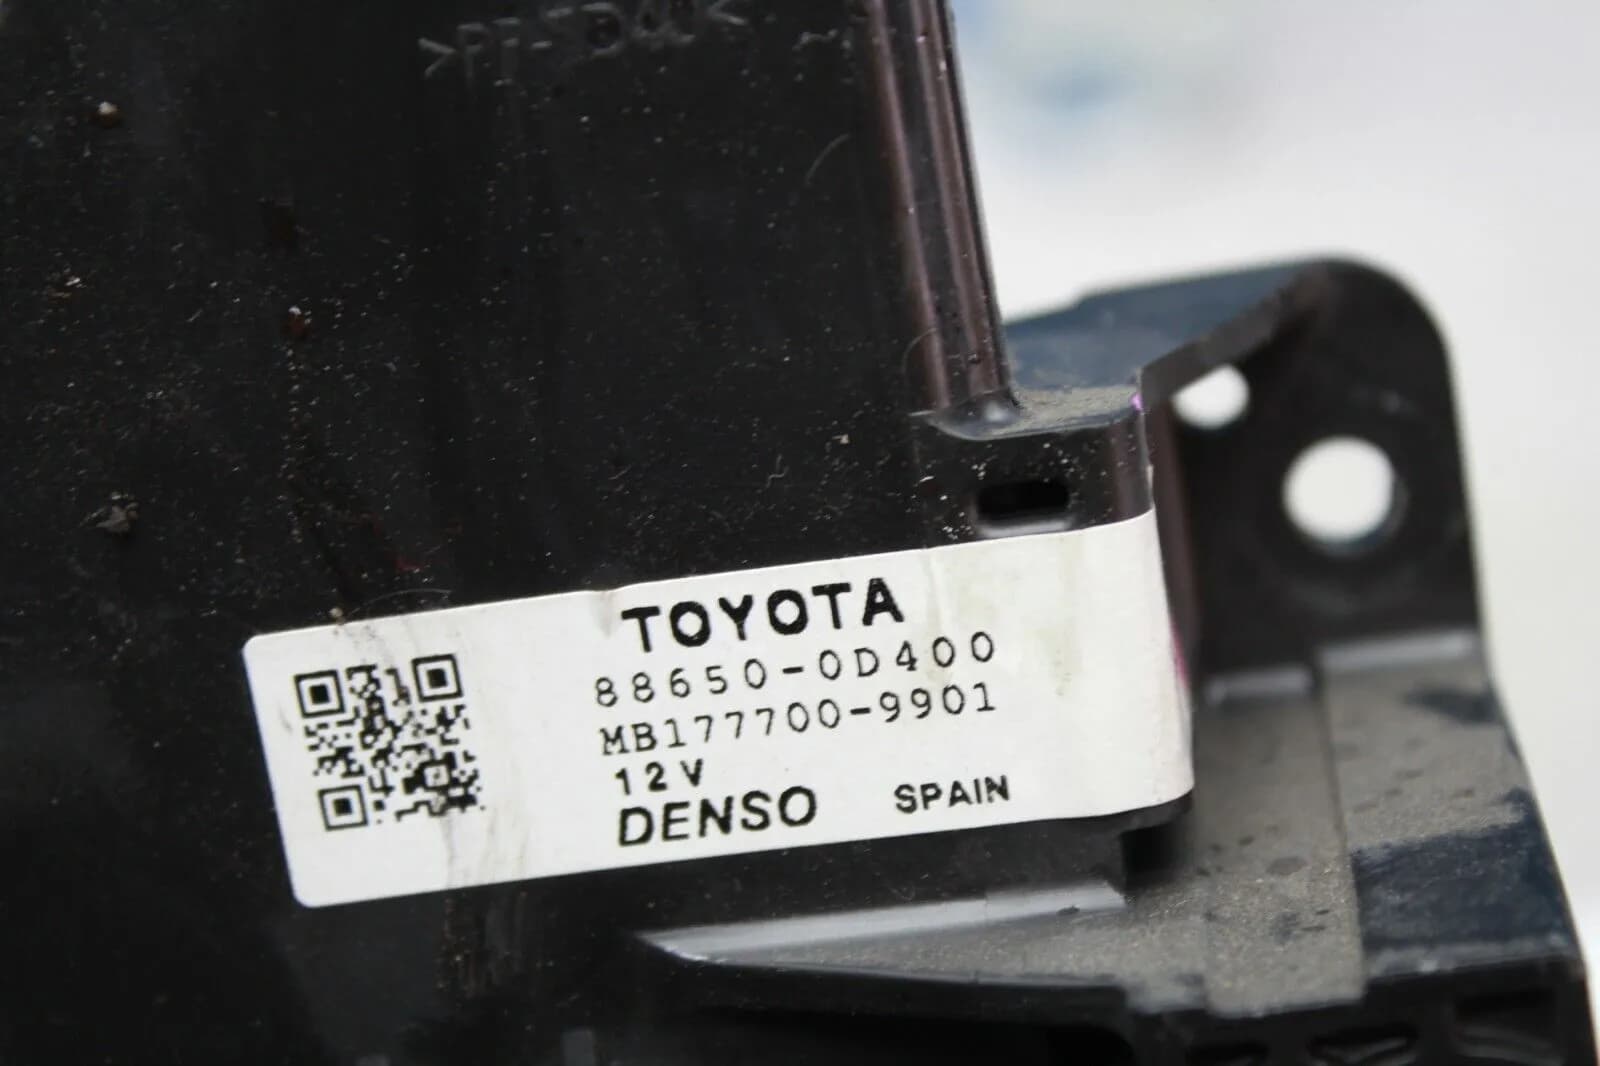 TOYOTA
88650-0D400
MB177700-9901
12V
DENSO SPAIN